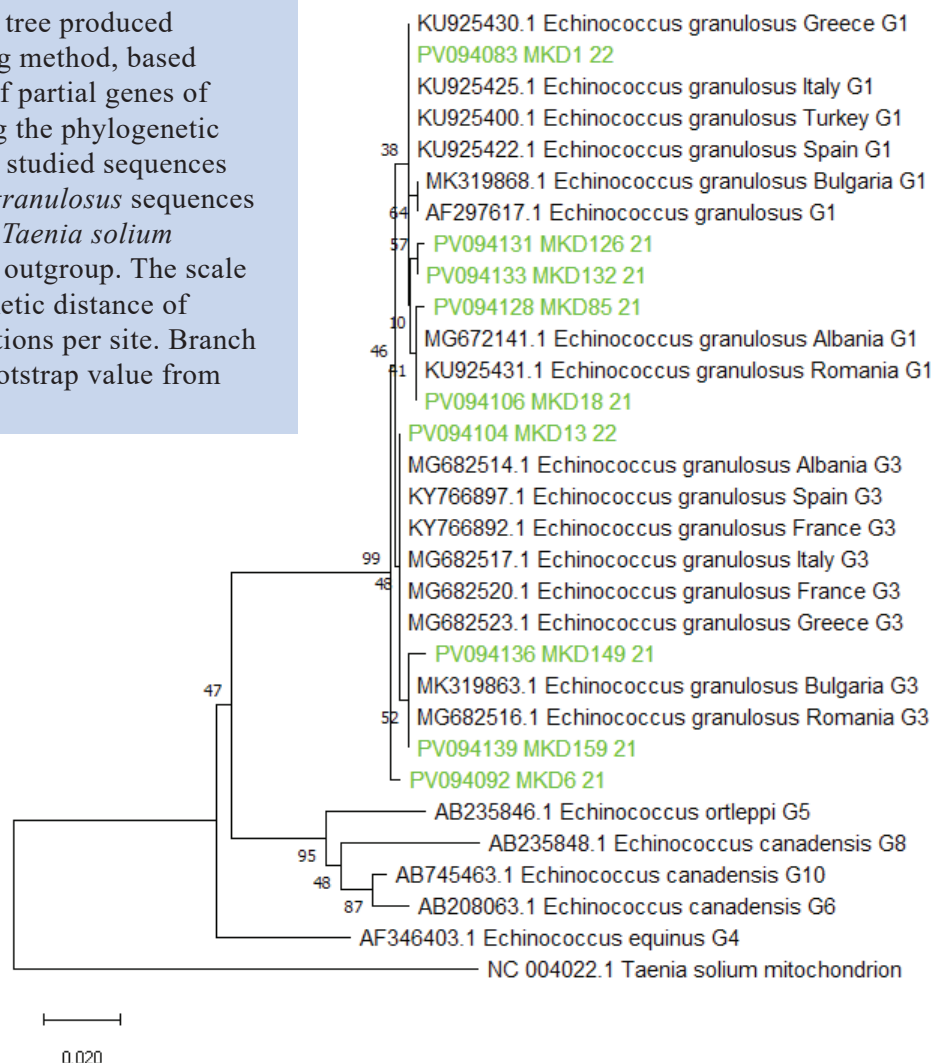 tree produced
g method, based
f partial genes of
g the phylogenetic
studied sequences
ranulosus sequences
Taenia solium
outgroup. The scale
etic distance of
tions per site. Branch
otstrap value from
KU925430.1 Echinococcus granulosus Greece G1
PV094083 MKD1 22
KU925425.1 Echinococcus granulosus Italy G1
KU925400.1 Echinococcus granulosus Turkey G1
38
KU925422.1 Echinococcus granulosus Spain G1
MK319868.1 Echinococcus granulosus Bulgaria G1
64
AF297617.1 Echinococcus granulosus G1
57
PV094131 MKD126 21
PV094133 MKD132 21
PV094128 MKD85 21
10
MG672141.1 Echinococcus granulosus Albania G1
46
KU925431.1 Echinococcus granulosus Romania G1
PV094106 MKD18 21
PV094104 MKD13 22
MG682514.1 Echinococcus granulosus Albania G3
KY766897.1 Echinococcus granulosus Spain G3
KY766892.1 Echinococcus granulosus France G3
99
MG682517.1 Echinococcus granulosus Italy G3
48
MG682520.1 Echinococcus granulosus France G3
MG682523.1 Echinococcus granulosus Greece G3
PV094136 MKD149 21
47
MK319863.1 Echinococcus granulosus Bulgaria G3
52
MG682516.1 Echinococcus granulosus Romania G3
PV094139 MKD159 21
PV094092 MKD6 21
AB235846.1 Echinococcus ortleppi G5
AB235848.1 Echinococcus canadensis G8
95
AB745463.1 Echinococcus canadensis G10
48
AB208063.1 Echinococcus canadensis G6
87
AF346403.1 Echinococcus equinus G4
NC 004022.1 Taenia solium mitochondrion
0.020